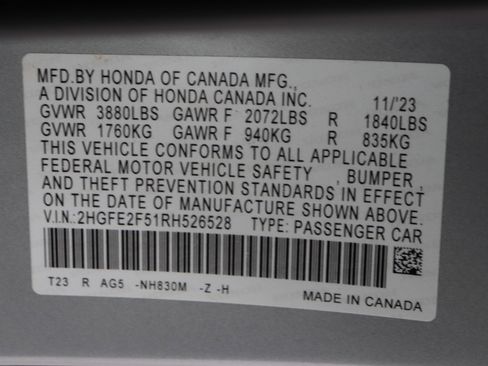 MFD.BY HONDA OF CANADA MFG.,
A DIVISION OF HONDA CANADA INC. 11/'23
GVWR 3880LBS GAWR F 2072LBS R 1840LBS
GVWR 1760KG GAWR F 940KG R 835KG
THIS VEHICLE CONFORMS TO ALL APPLICABLE
FEDERAL MOTOR VEHICLE SAFETY , BUMPER,
AND THEFT PREVENTION STANDARDS IN EFFECT
ON THE DATE OF MANUFACTURE SHOWN ABOVE.
V.I.N.:2HGFE2F51RH526528 TYPE: PASSENGER CAR
T23 R AG5 -NH830M -Z -H
MADE IN CANADA